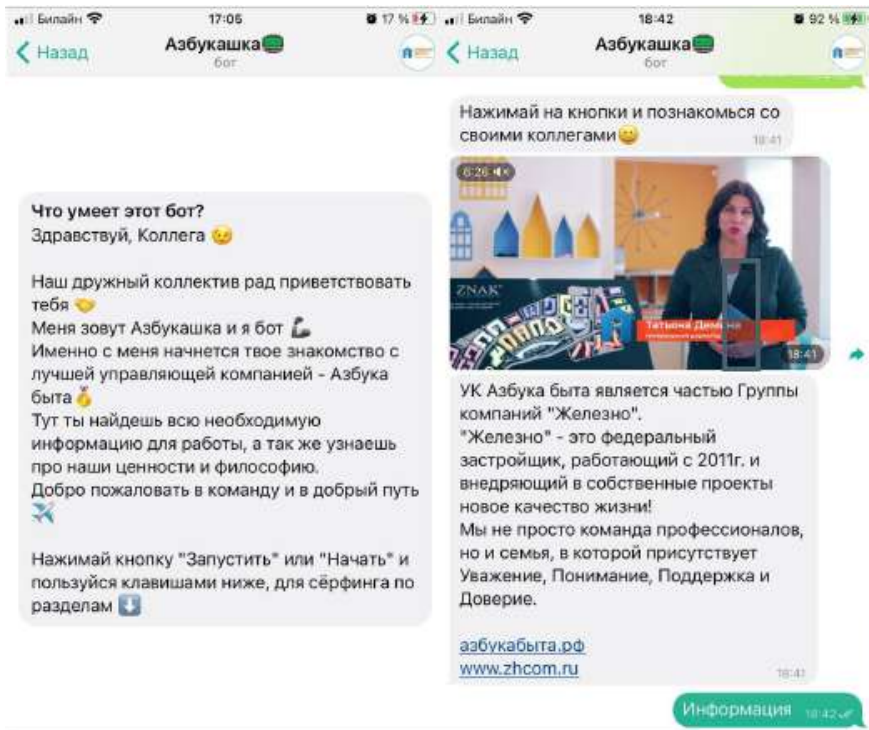 Билайн 17:05 17 %
Назад
Азбукашка
бот
Что умеет этот бот?
Здравствуй, Коллега
Наш дружный коллектив рад приветствовать
тебя
Меня зовут Азбукашка и я бот
Именно с меня начнется твое знакомство с
лучшей управляющей компанией - Азбука
быта
Тут ты найдешь всю необходимую
информацию для работы, а так же узнаешь
про наши ценности и философию.
Добро пожаловать в команду и в добрый путь
Нажимай кнопку "Запустить" или "Начать" и
пользуйся клавишами ниже, для сёрфинга по
разделам
Билайн 18:42 92 %
Назад
Азбукашка
бот
Нажимай на кнопки и познакомься со
своими коллегами
18:41
6:26
ZNAK
Татьяна
18:41
УК Азбука быта является частью Группы
компаний "Железно".
"Железно" - это федеральный
застройщик, работающий с 2011г. и
внедряющий в собственные проекты
новое качество жизни!
Мы не просто команда профессионалов,
но и семья, в которой присутствует
Уважение, Понимание, Поддержка и
Доверие.
азбукабыта.рф
www.zhcom.ru
18:41
Информация 18:42